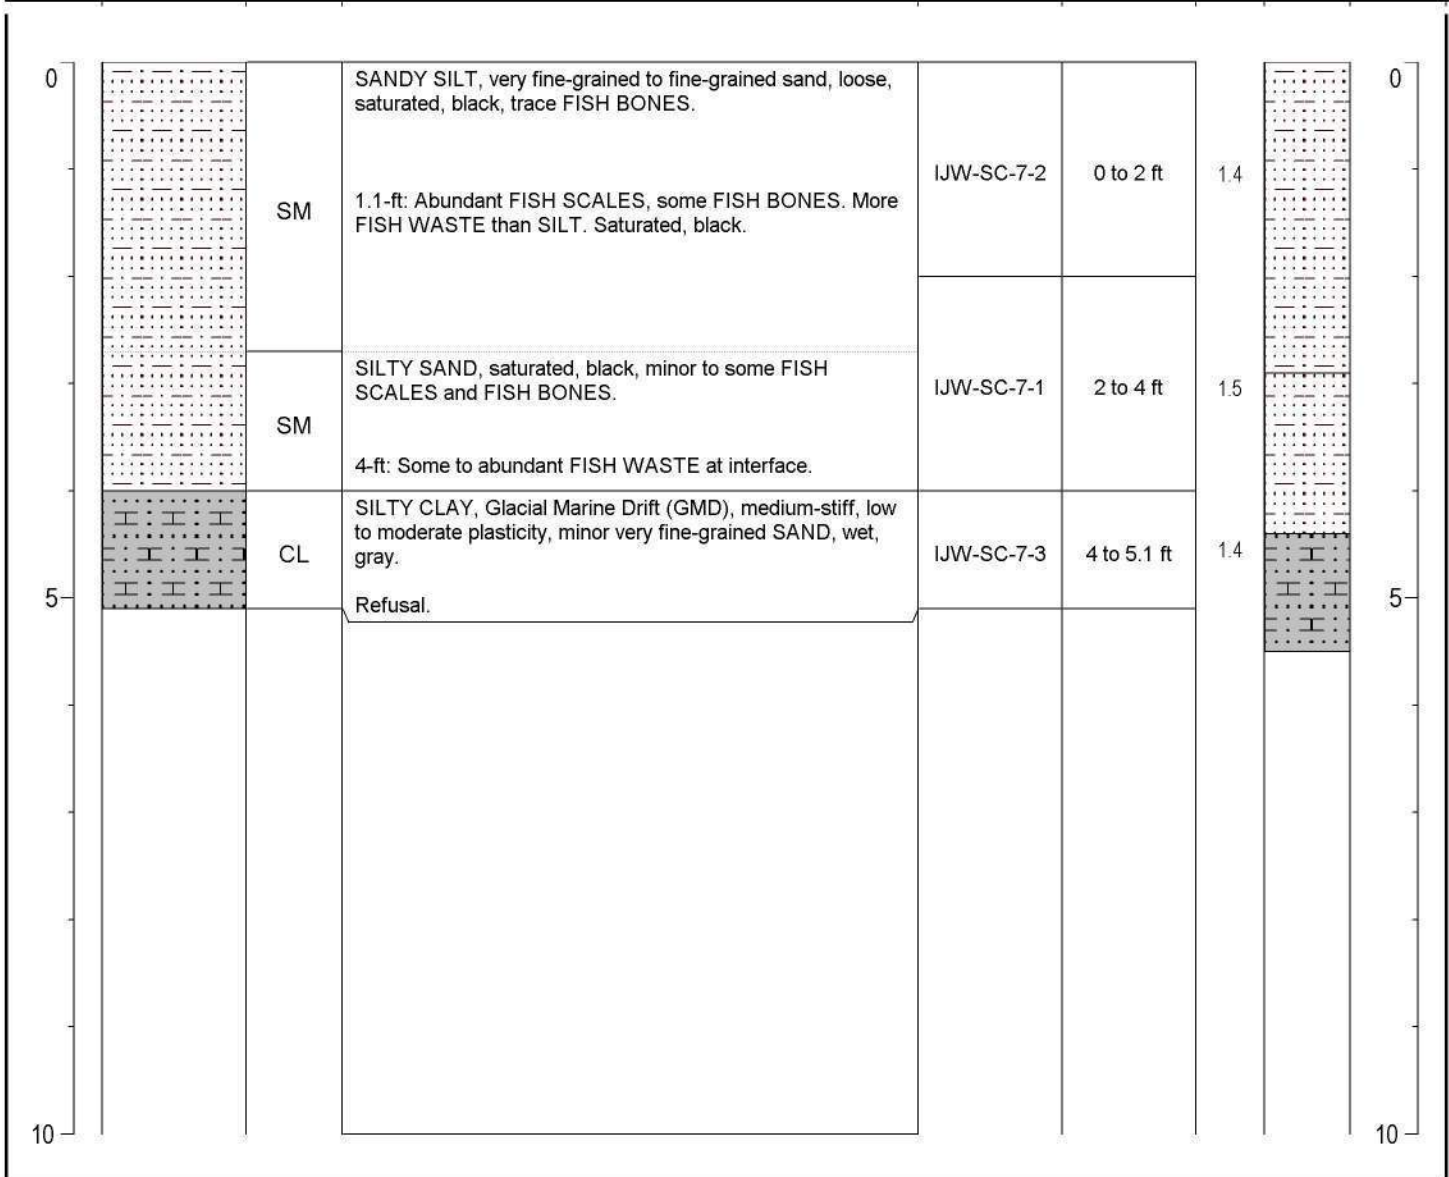 0
SANDY SILT, very fine-grained to fine-grained sand, loose,
saturated, black, trace FISH BONES.
SM
1.1-ft: Abundant FISH SCALES, some FISH BONES. More
FISH WASTE than SILT. Saturated, black.
IJW-SC-7-2
0 to 2 ft
1.4
0
SM
SILTY SAND, saturated, black, minor to some FISH
SCALES and FISH BONES.
4-ft: Some to abundant FISH WASTE at interface.
IJW-SC-7-1
2 to 4 ft
1.5
CL
SILTY CLAY, Glacial Marine Drift (GMD), medium-stiff, low
to moderate plasticity, minor very fine-grained SAND, wet,
gray.
Refusal.
IJW-SC-7-3
4 to 5.1 ft
1.4
5
5
10
10